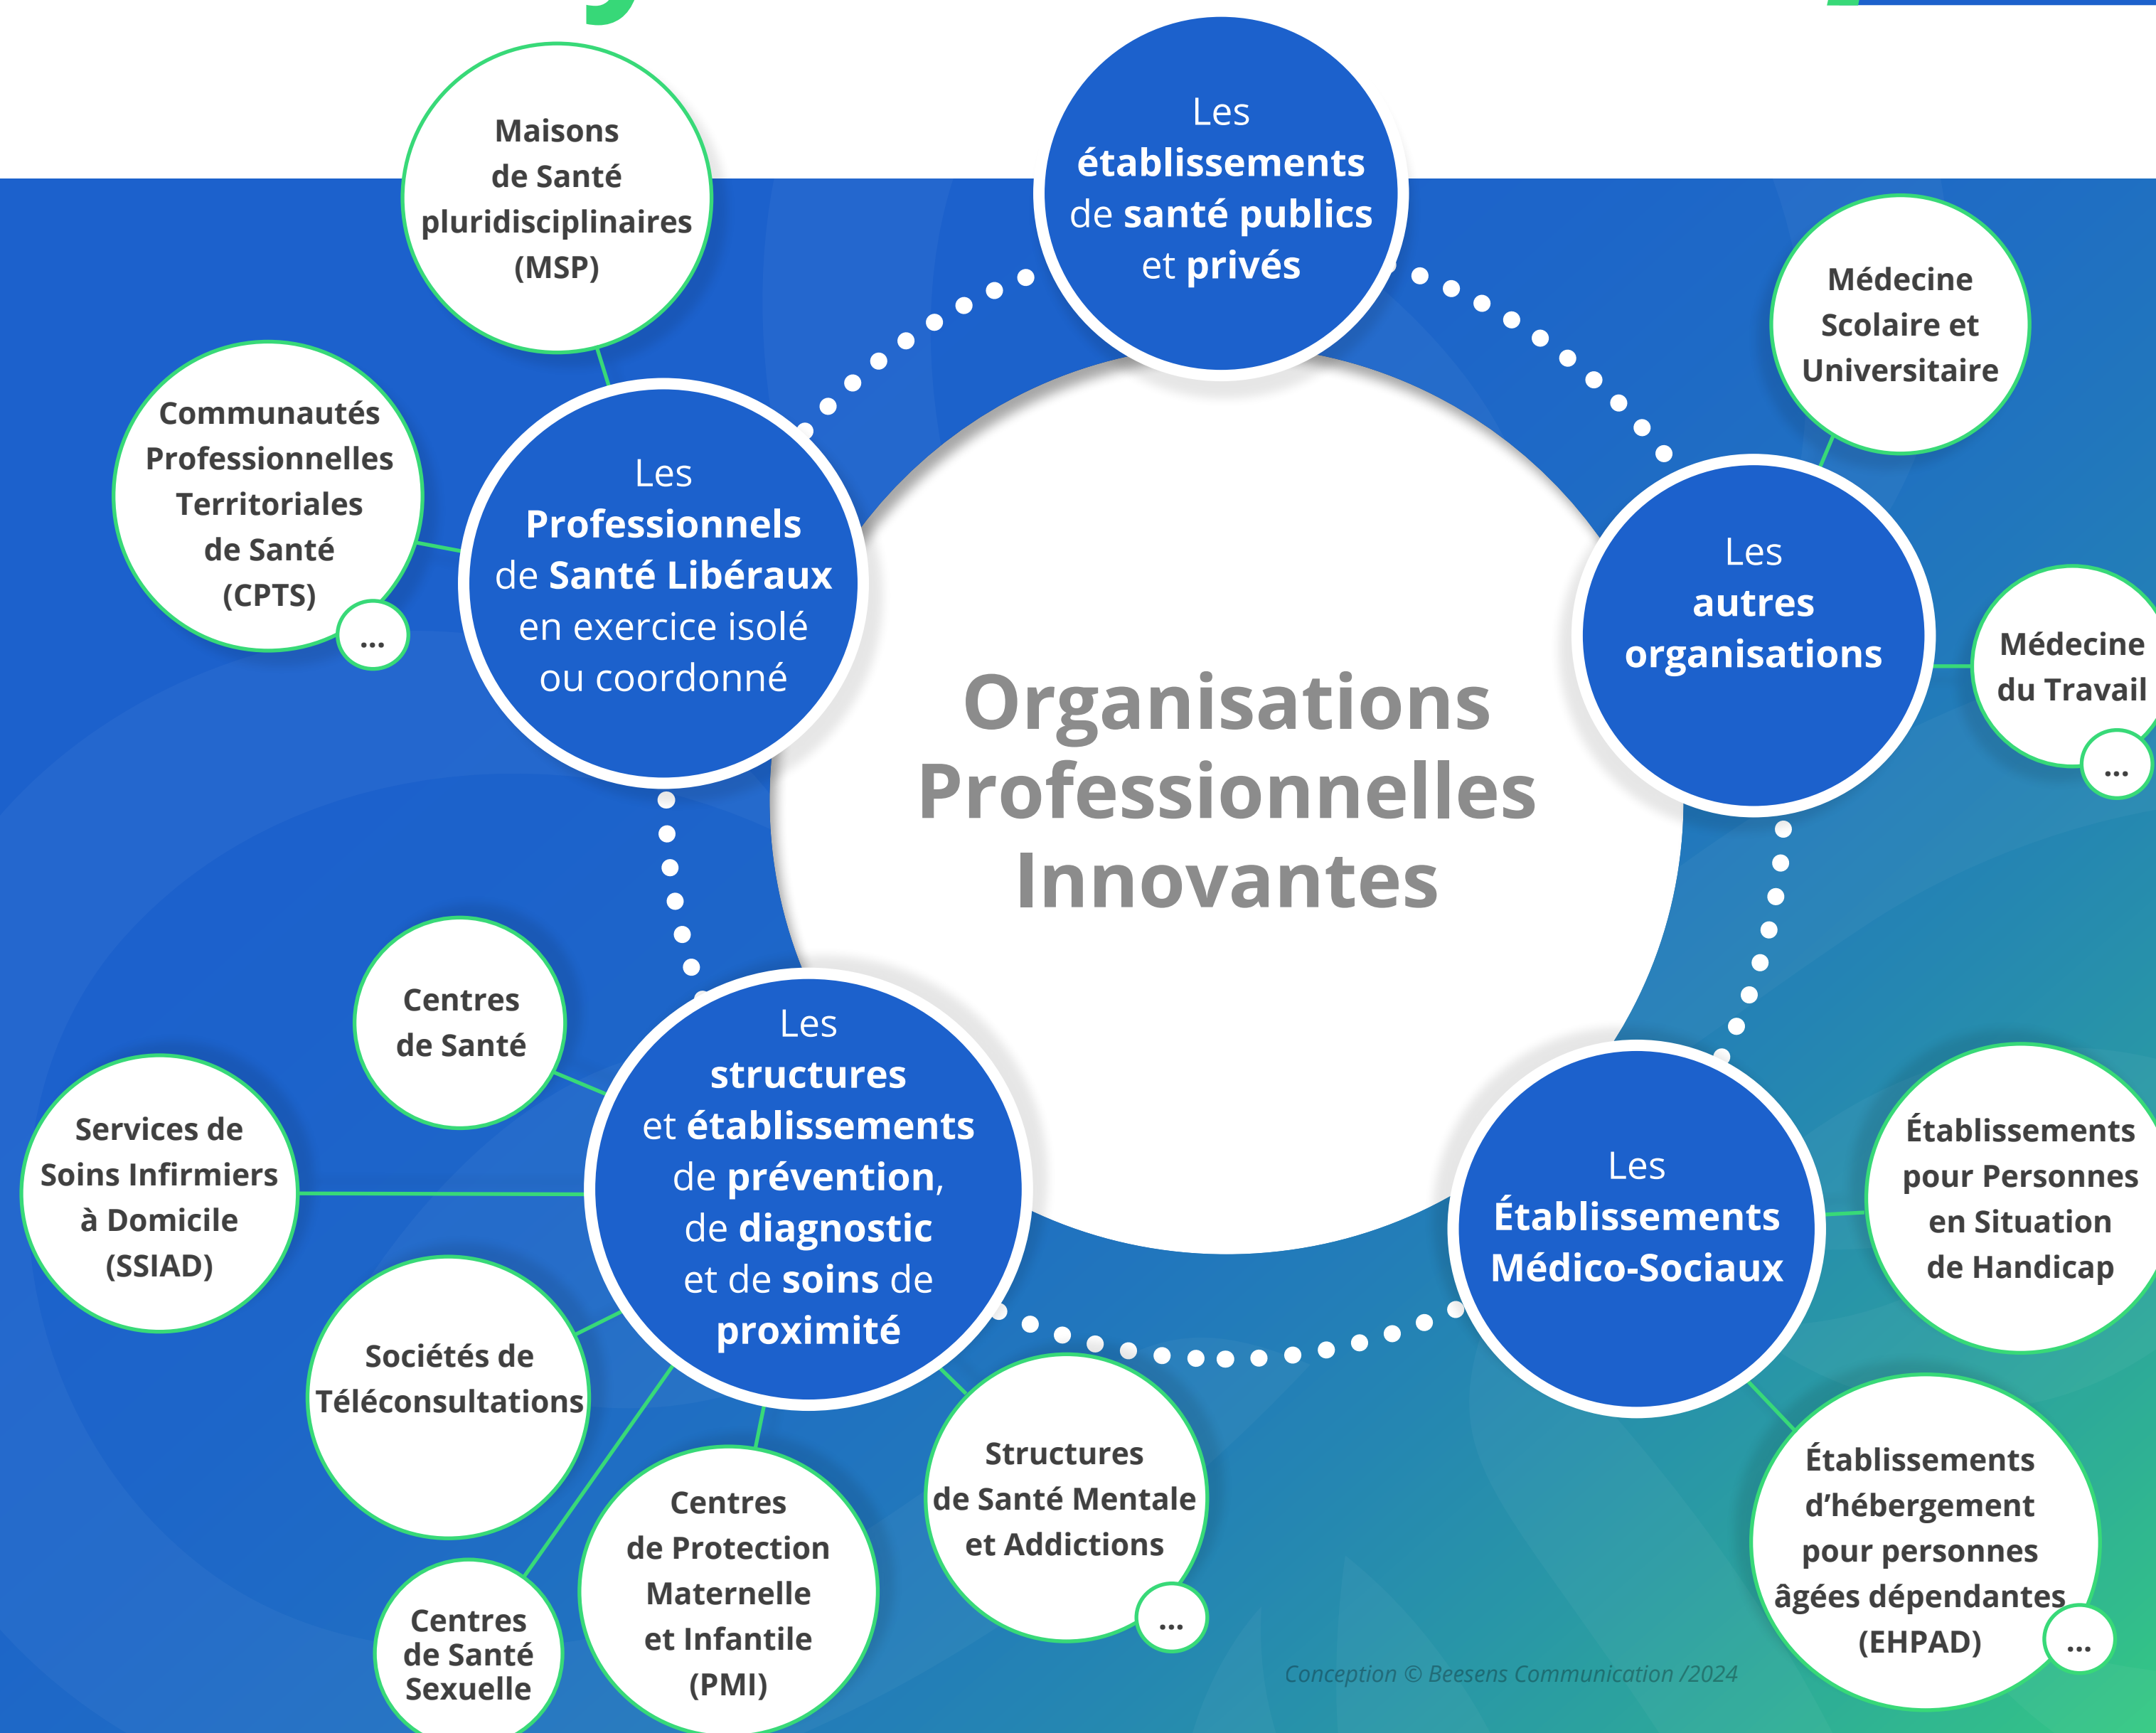 Maisons
de Santé
pluridisciplinaires
(MSP)
Les
établissements
de santé publics
et privés
Médecine
Scolaire et
Universitaire
Communautés
Professionnelles
Territoriales
de Santé
(CPTS)
...
Les
Professionnels
de Santé Libéraux
en exercice isolé
ou coordonné
Les
autres
organisations
Médecine
du Travail
...
Organisations
Professionnelles
Innovantes
Centres
de Santé
Services de
Soins Infirmiers
à Domicile
(SSIAD)
Les
structures
et établissements
de prévention,
de diagnostic
et de soins de
proximité
Les
Établissements
Médico-Sociaux
Établissements
pour Personnes
en Situation
de Handicap
Sociétés de
Téléconsultations
Centres
de Santé
Sexuelle
Centres
de Protection
Maternelle
et Infantile
(PMI)
Structures
de Santé Mentale
et Addictions
...
Établissements
d’hébergement
pour personnes
âgées dépendantes
(EHPAD)
...
Conception © Beesens Communication /2024